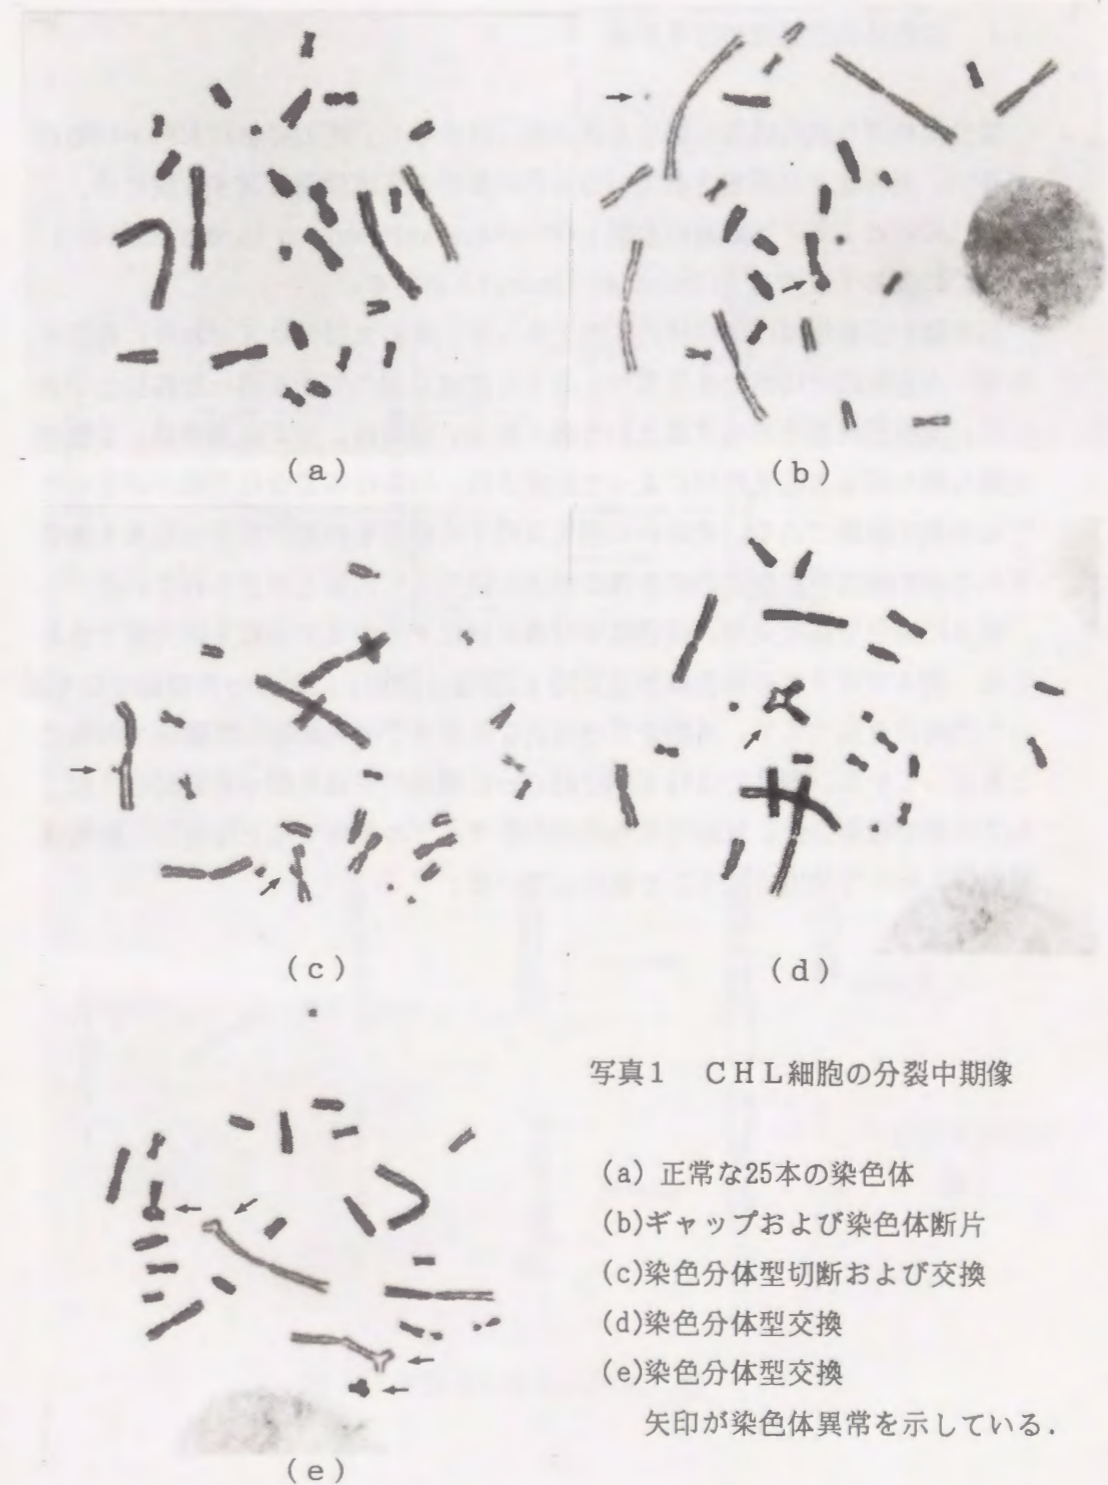 (a)
(b)
(c)
(d)
(e)
写真1 CHL細胞の分裂中期像
(a) 正常な25本の染色体
(b)ギャップおよび染色体断片
(c)染色分体型切断および交換
(d)染色分体型交換
(e)染色分体型交換
矢印が染色体異常を示している.